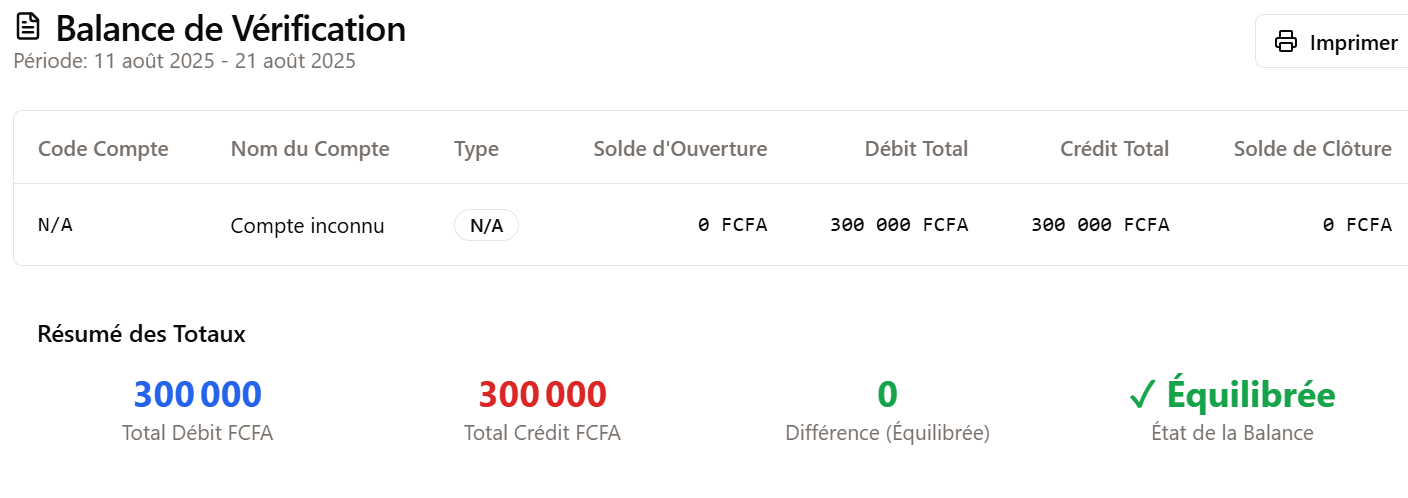 Balance de Vérification
Période: 11 août 2025 - 21 août 2025
Imprimer
Code Compte Nom du Compte Type Solde d'Ouverture Débit Total Crédit Total Solde de Clôture
N/A Compte inconnu N/A 0 FCFA 300 000 FCFA 300 000 FCFA 0 FCFA
Résumé des Totaux
300 000 300 000 0 ✓ Équilibrée
Total Débit FCFA Total Crédit FCFA Différence (Équilibrée) État de la Balance